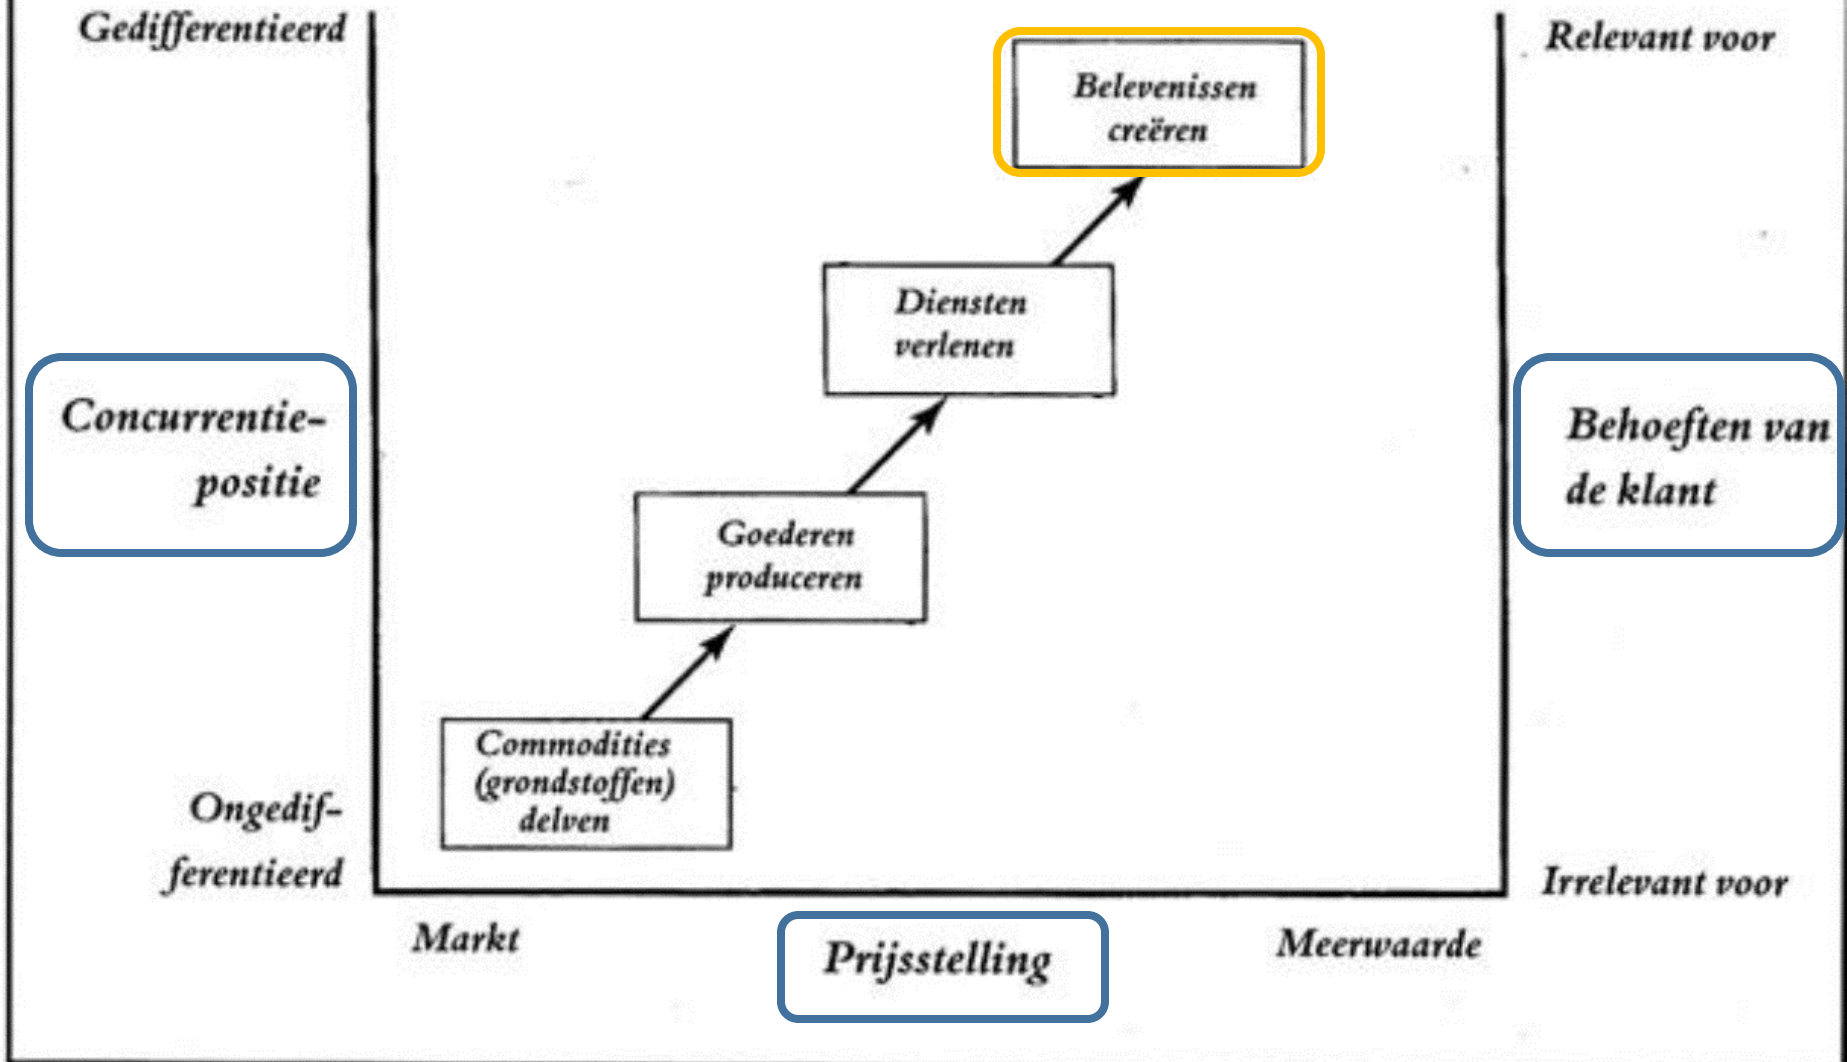 Gedifferentieerd
Relevant voor
Belevenissen
creëren
Diensten
verlenen
Concurrentie-
positie
Behoeften van
de klant
Goederen
produceren
Commodities
(grondstoffen)
delven
Ongedif-
ferentieerd
Irrelevant voor
Markt
Prijsstelling
Meerwaarde